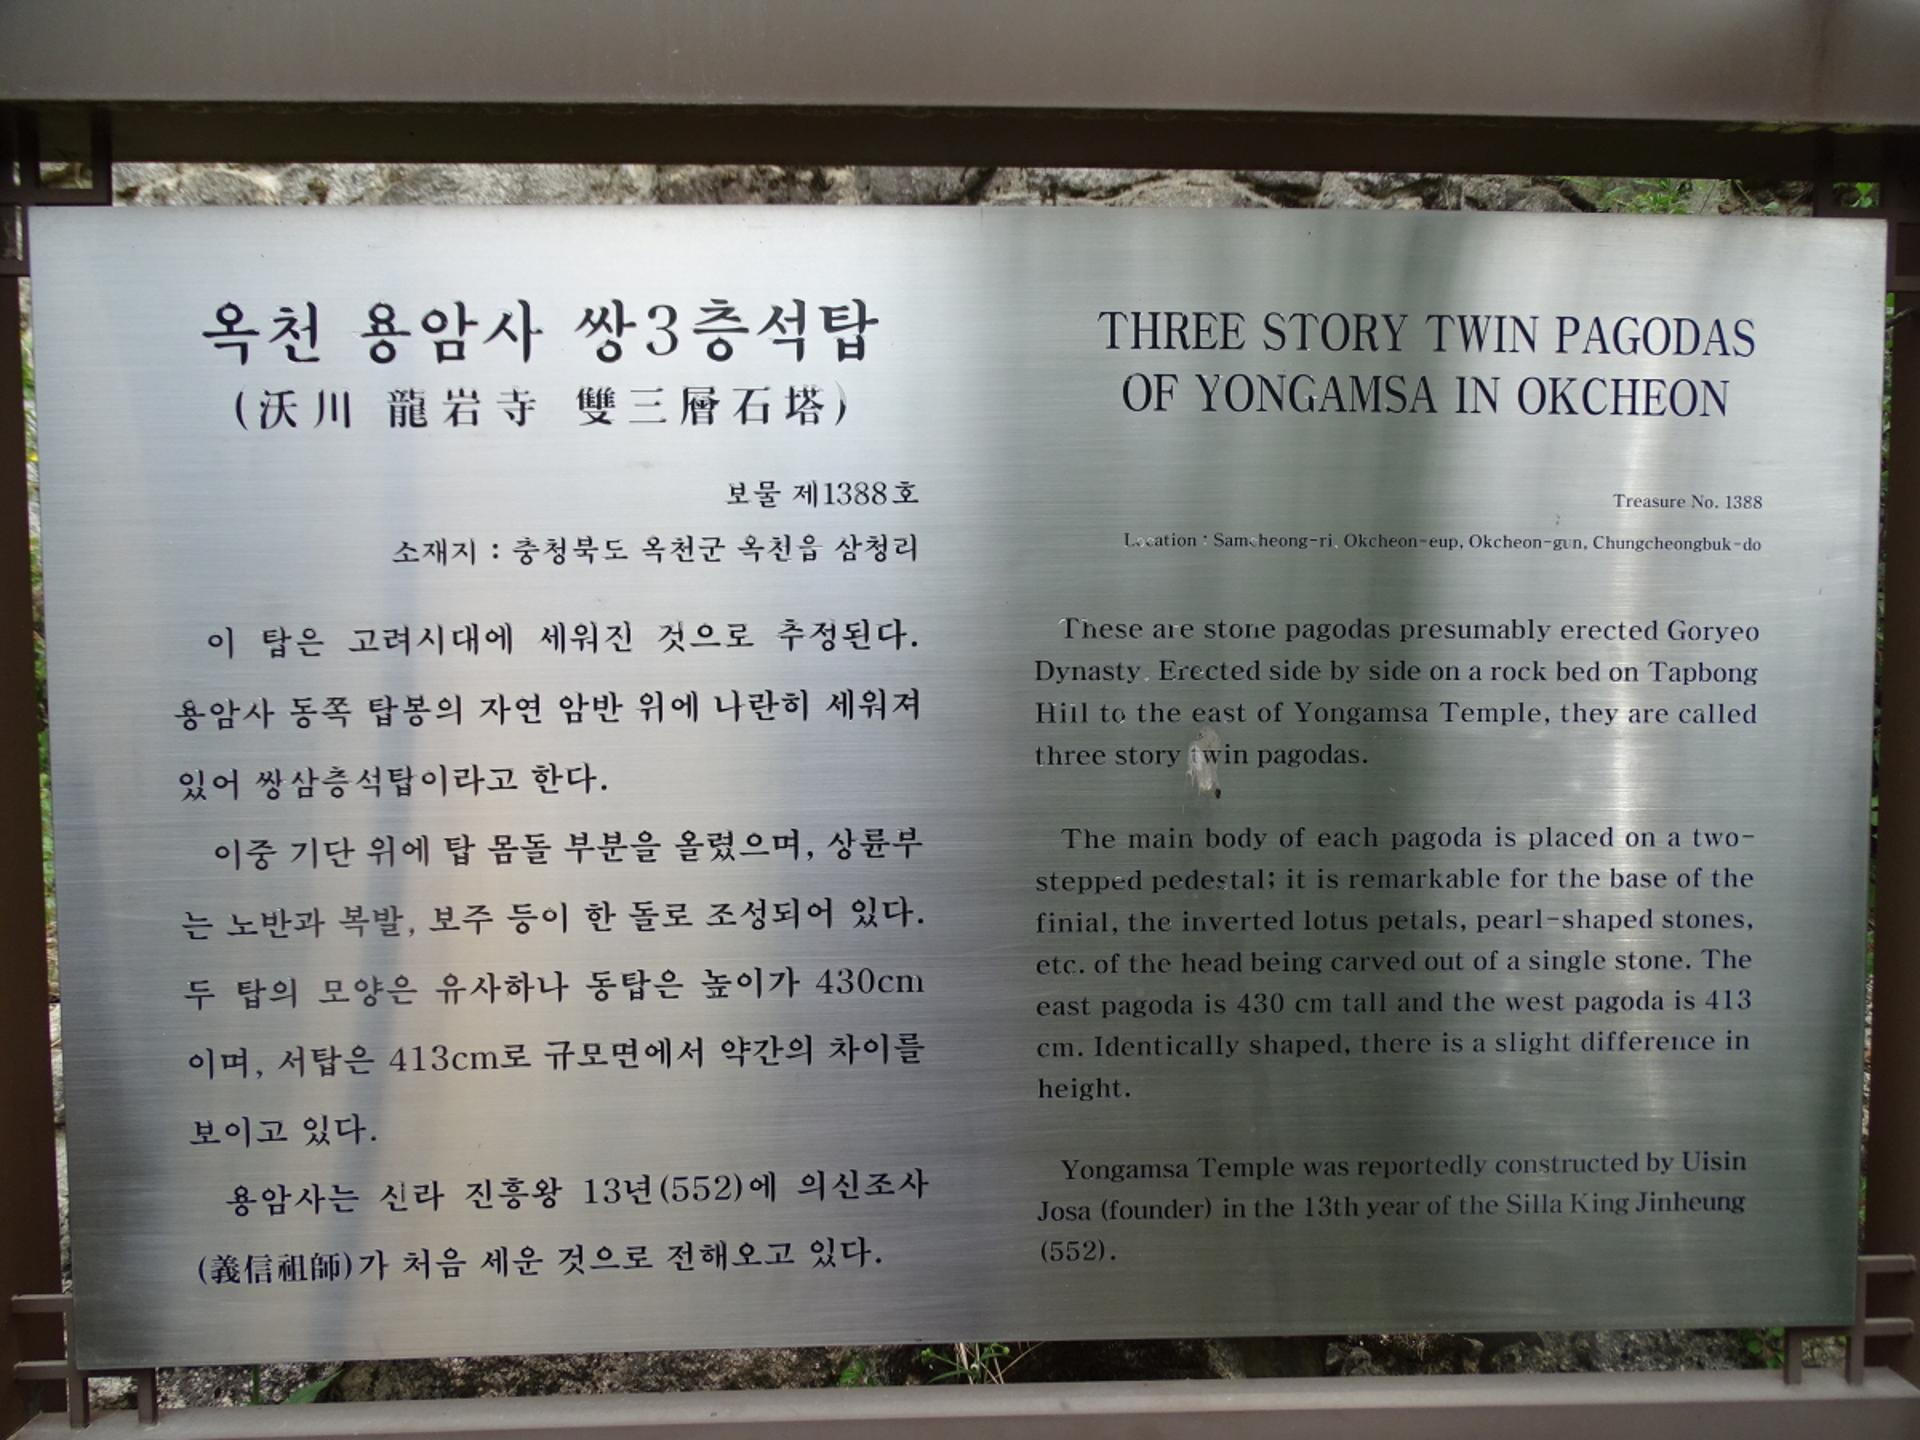 옥천 용암사 쌍3층석탑
(沃川 龍岩寺 雙三層石塔)
보물 제1388호
소재지 : 충청북도 옥천군 옥천읍 삼청리
이 탑은 고려시대에 세워진 것으로 추정된다.
용암사 동쪽 탑봉의 자연 암반 위에 나란히 세워져
있어 쌍삼층석탑이라고 한다.
이중 기단 위에 탑 몸돌 부분을 올렸으며, 상륜부
는 노반과 복발, 보주 등이 한 돌로 조성되어 있다.
두 탑의 모양은 유사하나 동탑은 높이가 430cm
이며, 서탑은 413cm로 규모면에서 약간의 차이를
보이고 있다.
용암사는 신라 진흥왕 13년(552)에 의신조사
(義信祖師)가 처음 세운 것으로 전해오고 있다.
THREE STORY TWIN PAGODAS
OF YONGAMSA IN OKCHEON
Treasure No. 1388
Location : Samcheong-ri, Okcheon-eup, Okcheon-gun, Chungcheongbuk-do
These are stone pagodas presumably erected Goryeo
Dynasty. Erected side by side on a rock bed on Tapbong
Hill to the east of Yongamsa Temple, they are called
three story twin pagodas.
The main body of each pagoda is placed on a two-
stepped pedestal; it is remarkable for the base of the
finial, the inverted lotus petals, pearl-shaped stones,
etc. of the head being carved out of a single stone. The
east pagoda is 430 cm tall and the west pagoda is 413
cm. Identically shaped, there is a slight difference in
height.
Yongamsa Temple was reportedly constructed by Uisin
Josa (founder) in the 13th year of the Silla King Jinheung
(552).